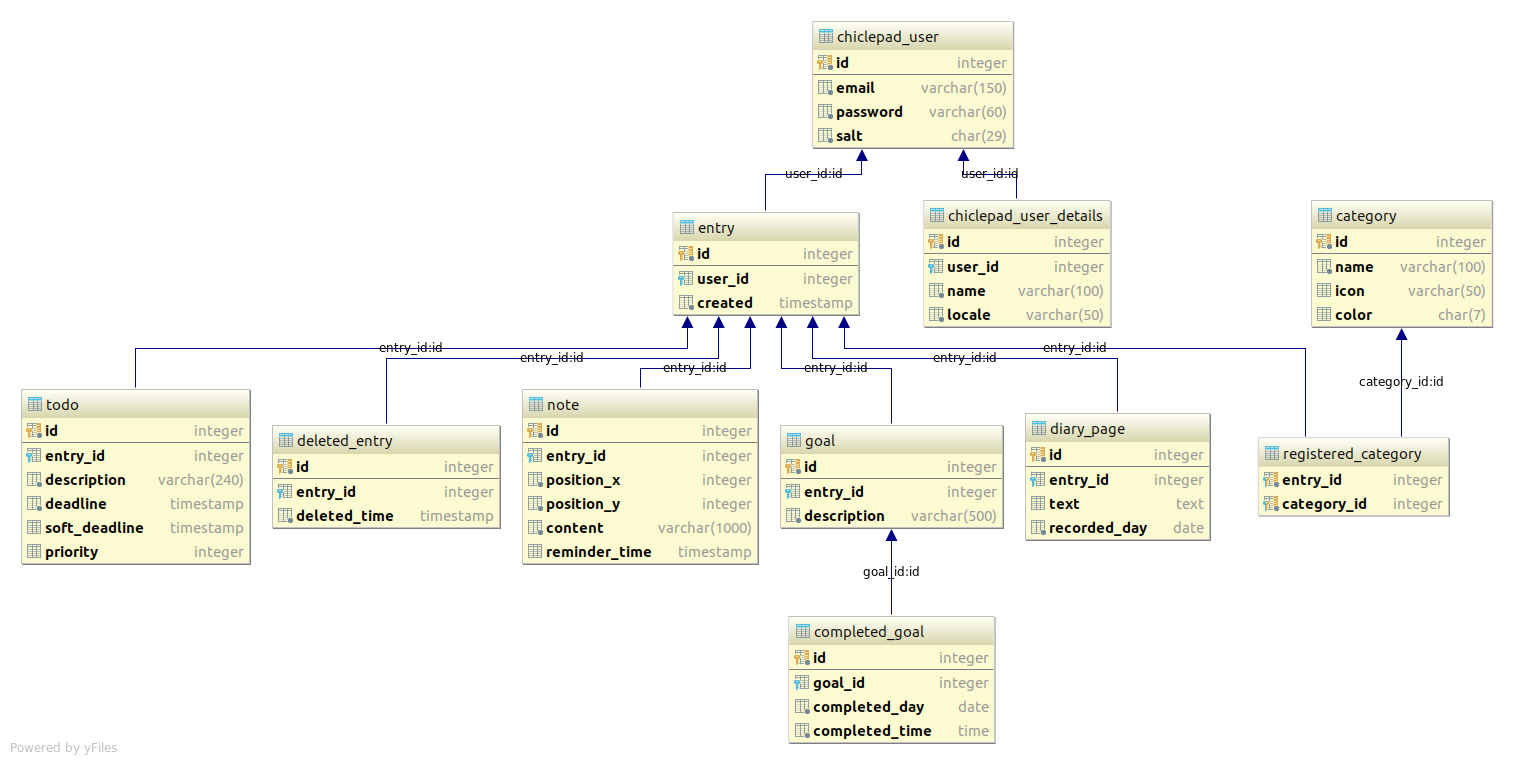 chiclepad_user
id integer
email varchar(150)
password varchar(60)
salt char(29)
user_id:id
user_id:id
entry
id integer
user_id integer
created timestamp
chiclepad_user_details
id integer
user_id integer
name varchar(100)
locale varchar(50)
category
id integer
name varchar(100)
icon varchar(50)
color char(7)
entry_id:id
entry_id:id
entry_id:id
entry_id:id
entry_id:id
entry_id:id
category_id:id
todo
id integer
entry_id integer
description varchar(240)
deadline timestamp
soft_deadline timestamp
priority integer
deleted_entry
id integer
entry_id integer
deleted_time timestamp
note
id integer
entry_id integer
position_x integer
position_y integer
content varchar(1000)
reminder_time timestamp
goal
id integer
entry_id integer
description varchar(500)
diary_page
id integer
entry_id integer
text text
recorded_day date
registered_category
entry_id integer
category_id integer
goal_id:id
completed_goal
id integer
goal_id integer
completed_day date
completed_time time
Powered by yFiles